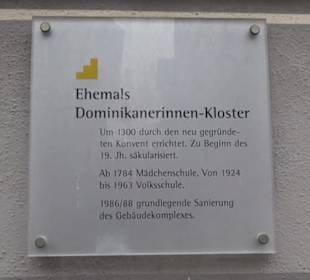 Ehemals
Dominikanerinnen-Kloster
Um 1300 durch den neu gegründe-
ten Konvent errichtet. Zu Beginn des
19. Jh. säkularisiert.
Ab 1784 Mädchenschule. Von 1924
bis 1963 Volksschule.
1986/88 grundlegende Sanierung
des Gebäudekomplexes.